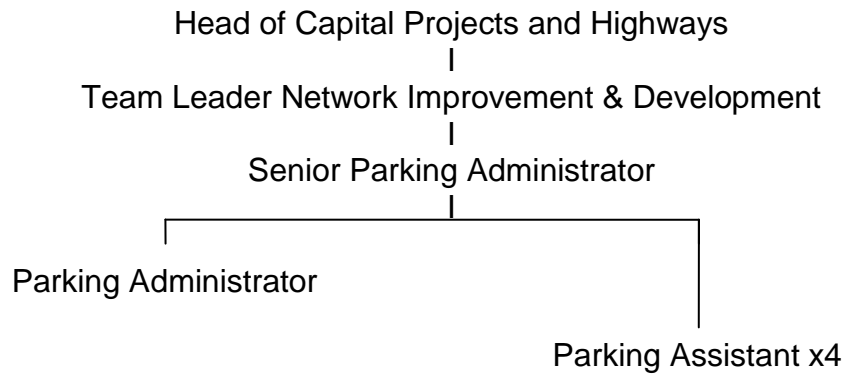 Head of Capital Projects and Highways
Team Leader Network Improvement & Development
Senior Parking Administrator
Parking Administrator
Parking Assistant x4